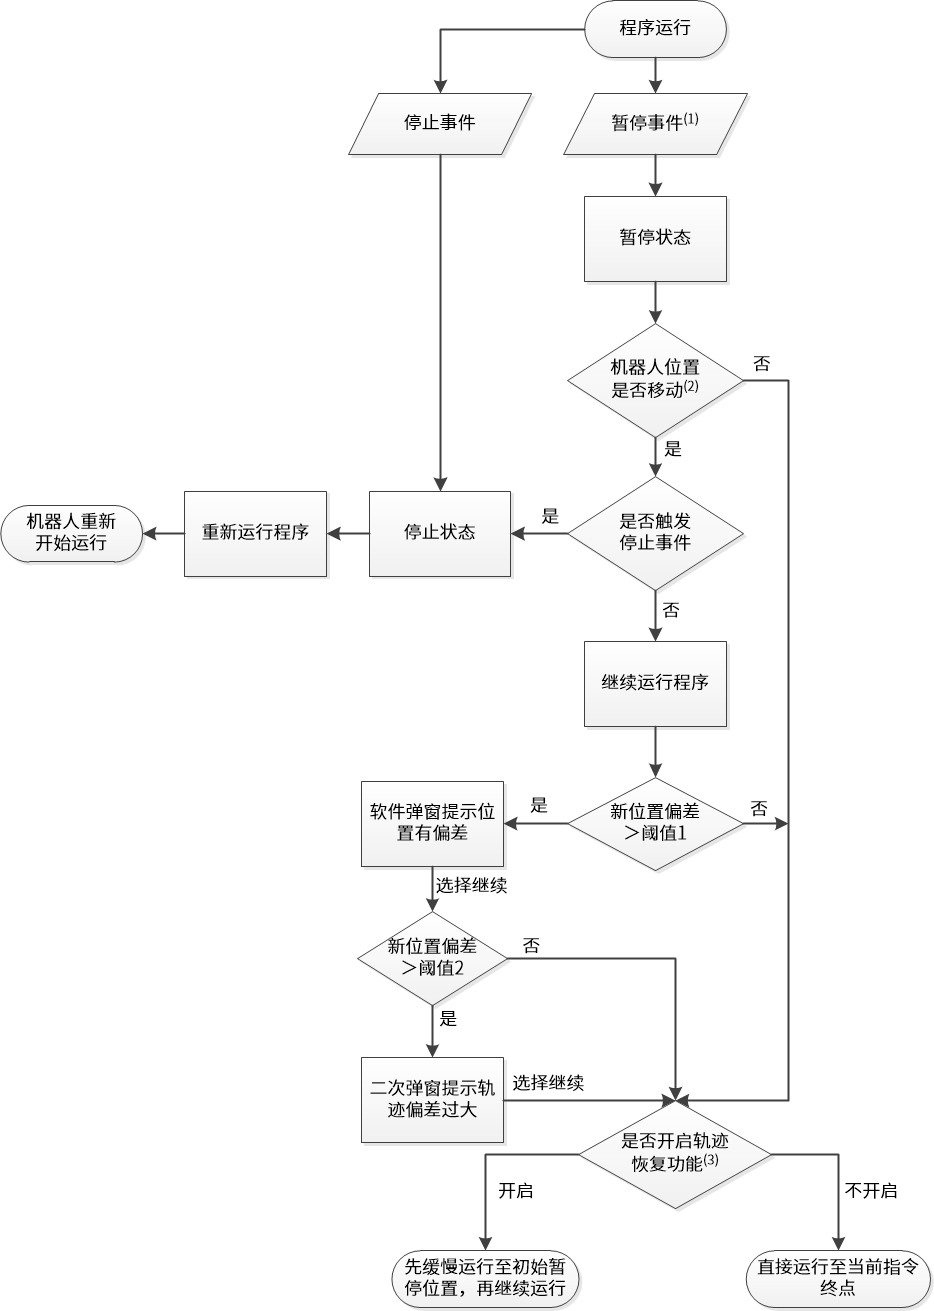 程序运行
停止事件
暂停事件(1)
暂停状态
机器人位置
是否移动(2)
否
是
是否触发
停止事件
是
停止状态
重新运行程序
机器人重新
开始运行
否
继续运行程序
新位置偏差
＞阈值1
是
否
软件弹窗提示位
置有偏差
选择继续
新位置偏差
＞阈值2
否
是
二次弹窗提示轨
迹偏差过大
选择继续
是否开启轨迹
恢复功能(3)
开启
不开启
先缓慢运行至初始暂
停位置，再继续运行
直接运行至当前指令
终点